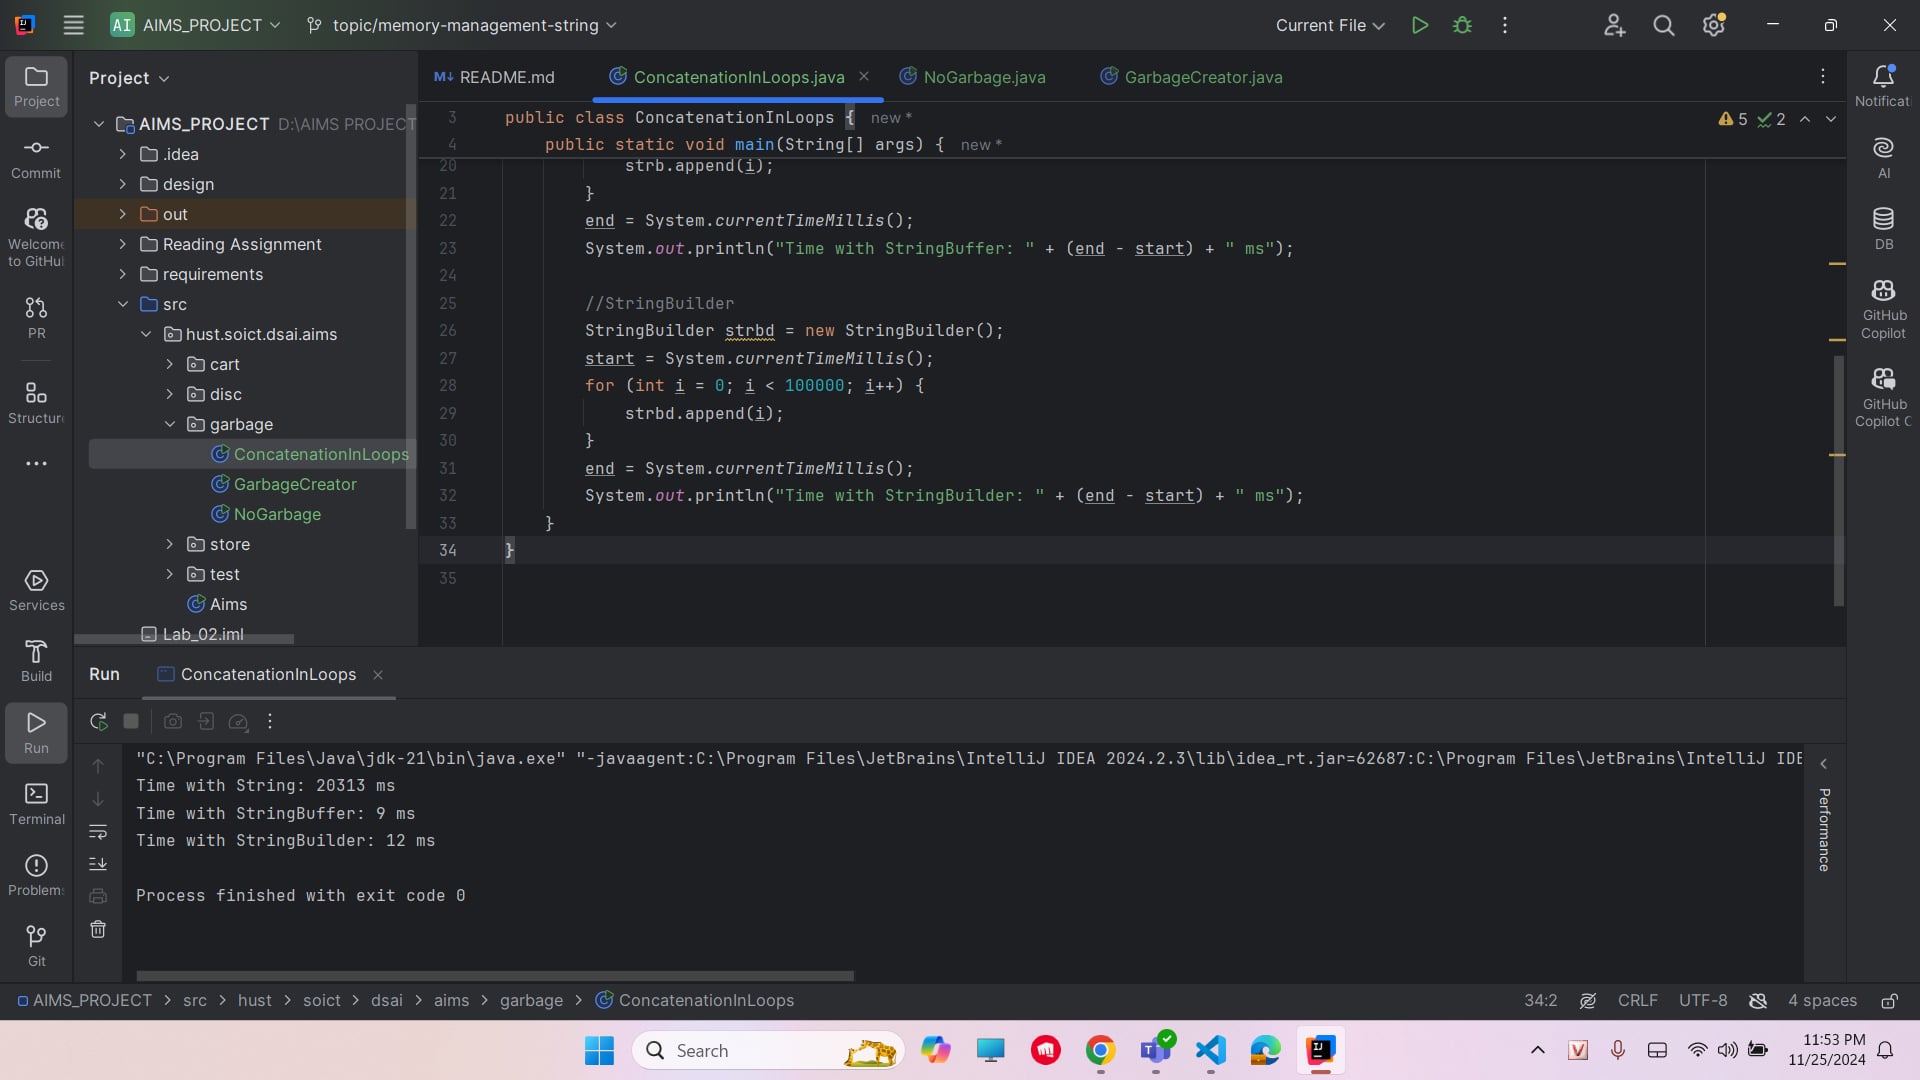 AI AIMS_PROJECT topic/memory-management-string Current File
Project
Commit
Welcome
to GitHu
PR
Structure
Services
Build
Run
Terminal
Problems
Git
Project
AIMS_PROJECT D:\AIMS PROJECT
.idea
design
out
Reading Assignment
requirements
src
hust.soict.dsai.aims
cart
disc
garbage
ConcatenationInLoops
GarbageCreator
NoGarbage
store
test
Aims
Lab_02.iml
M↓ README.md ConcatenationInLoops.java NoGarbage.java GarbageCreator.java
5 2
3 public class ConcatenationInLoops { new *
4 public static void main(String[] args) { new *
20 strb.append(i);
21 }
22 end = System.currentTimeMillis();
23 System.out.println("Time with StringBuffer: " + (end - start) + " ms");
24
25 //StringBuilder
26 StringBuilder strbd = new StringBuilder();
27 start = System.currentTimeMillis();
28 for (int i = 0; i < 100000; i++) {
29 strbd.append(i);
30 }
31 end = System.currentTimeMillis();
32 System.out.println("Time with StringBuilder: " + (end - start) + " ms");
33 }
34 }
35
Notificat
AI
DB
GitHub
Copilot
GitHub
Copilot C
Run ConcatenationInLoops
"C:\Program Files\Java\jdk-21\bin\java.exe" "-javaagent:C:\Program Files\JetBrains\IntelliJ IDEA 2024.2.3\lib\idea_rt.jar=62687:C:\Program Files\JetBrains\IntelliJ IDE
Time with String: 20313 ms
Time with StringBuffer: 9 ms
Time with StringBuilder: 12 ms
Process finished with exit code 0
Performance
AIMS_PROJECT > src > hust > soict > dsai > aims > garbage > ConcatenationInLoops 34:2 CRLF UTF-8 4 spaces
Search
11:53 PM
11/25/2024